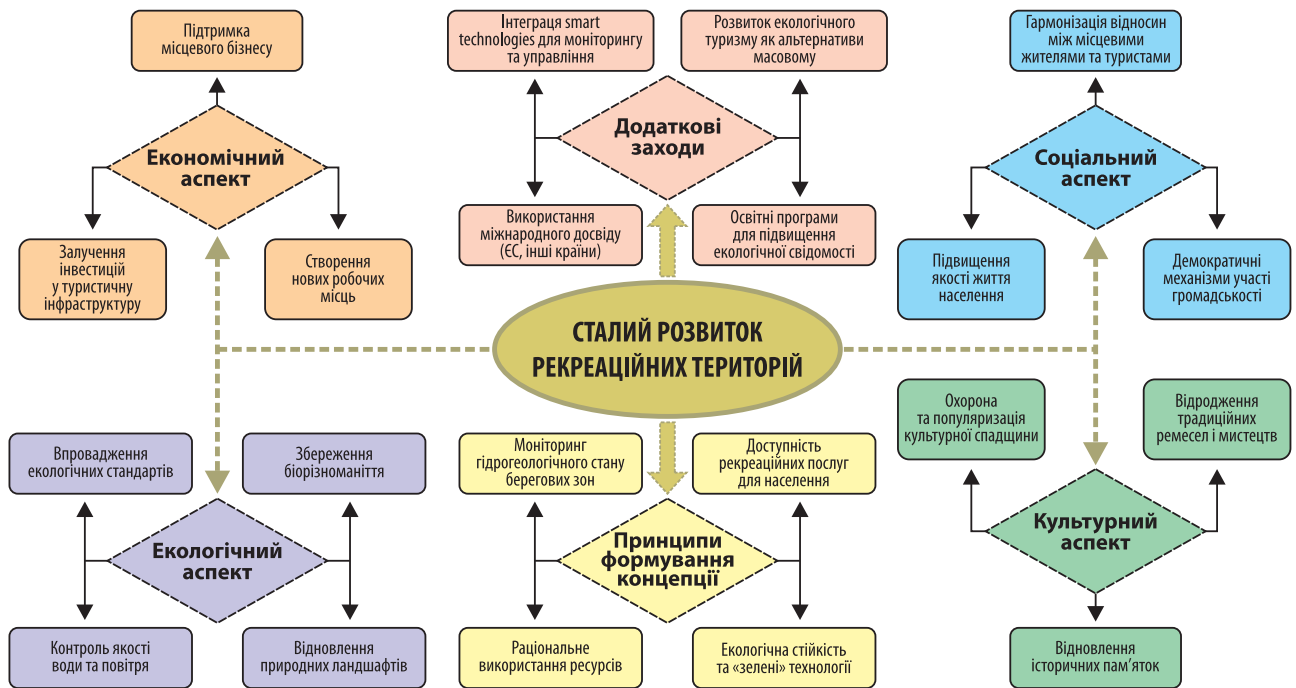 Підтримка
місцевого бізнесу
Економічний
аспект
Залучення
інвестицій
у туристичну
інфраструктуру
Створення
нових робочих
місць
Інтеграця smart
technologies для моніторингу
та управління
Розвиток екологічного
туризму як альтернативи
масовому
Додаткові
заходи
Використання
міжнародного досвіду
(ЄС, інші країни)
Освітні програми
для підвищення
екологічної свідомості
Гармонізація відносин
між місцевими
жителями та туристами
Соціальний
аспект
Підвищення
якості життя
населення
Демократичні
механізми участі
громадськості
СТАЛИЙ РОЗВИТОК
РЕКРЕАЦІЙНИХ ТЕРИТОРІЙ
Впровадження
екологічних стандартів
Збереження
біорізноманіття
Екологічний
аспект
Контроль якості
води та повітря
Відновлення
природних ландшафтів
Моніторинг
гідрогеологічного стану
берегових зон
Доступність
рекреаційних послуг
для населення
Принципи
формування
концепції
Раціональне
використання ресурсів
Екологічна стійкість
та «зелені» технології
Охорона
та популяризація
культурної спадщини
Відродження
традиційних
ремесел і мистецтв
Культурний
аспект
Відновлення
історичних пам’яток